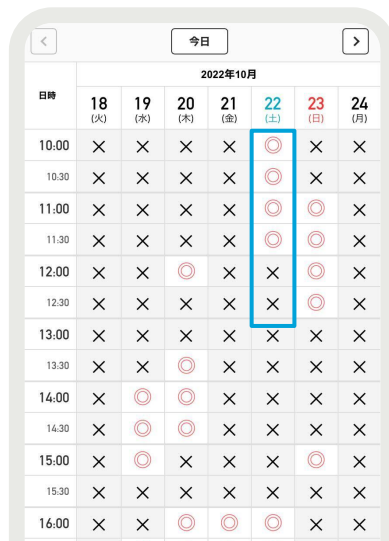 < 今日 >
2022年10月
日時 18 19 20 21 22 23 24
(火) (水) (木) (金) (土) (日) (月)
10:00 × × × × ◎ × ×
10:30 × × × × ◎ × ×
11:00 × × × × ◎ ◎ ×
11:30 × × × × ◎ ◎ ×
12:00 × × ◎ × × ◎ ×
12:30 × × × × × ◎ ×
13:00 × × × × × × ×
13:30 × × ◎ × × × ×
14:00 × ◎ ◎ × × × ×
14:30 × ◎ ◎ × × × ×
15:00 × ◎ × × × ◎ ×
15:30 × × × × × × ×
16:00 × × ◎ ◎ ◎ × ×